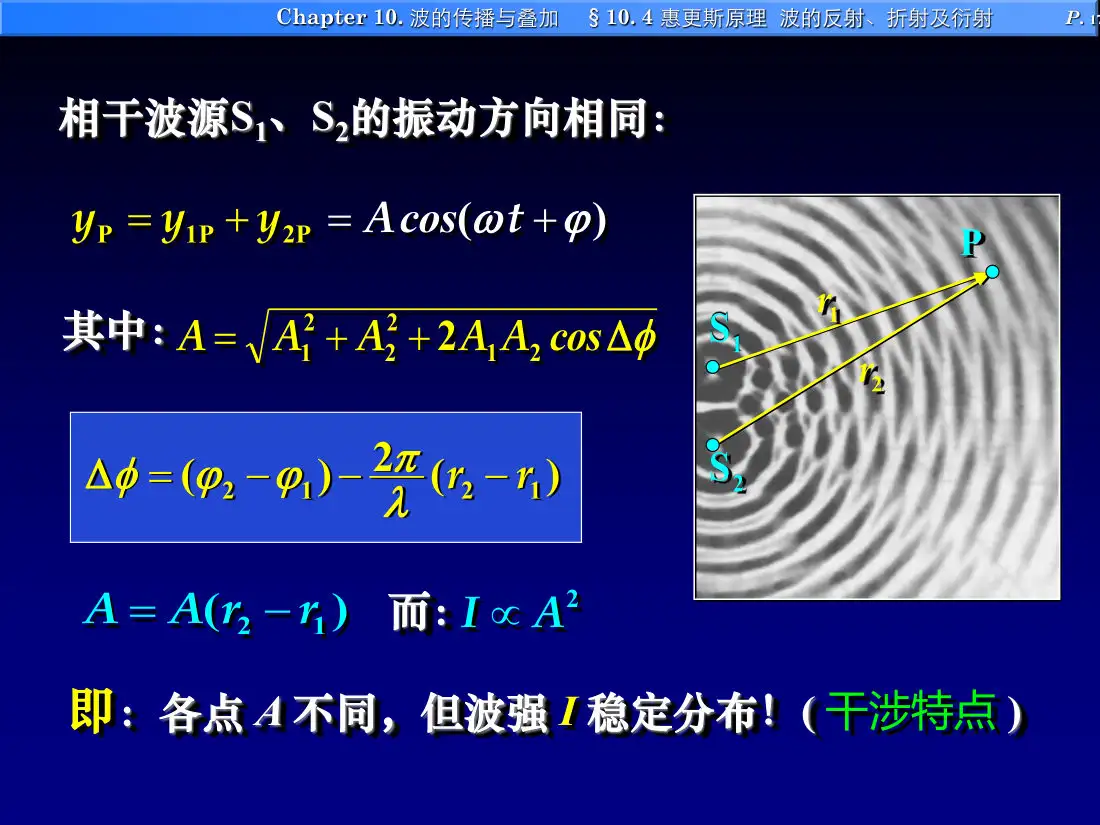 Chapter 10. 波的传播与叠加 §10. 4 惠更斯原理 波的反射、折射及衍射 P. 1
相干波源S₁、S₂的振动方向相同：
y_P = y_1P + y_2P = A cos(ω t + φ)
其中：A = √(A₁² + A₂² + 2A₁A₂ cos Δϕ)
Δϕ = (φ₂ − φ₁) − 2π/λ (r₂ − r₁)
A = A(r₂ − r₁) 而：I ∝ A²
即：各点 A 不同，但波强 I 稳定分布！( 干涉特点 )
P
r₁
S₁
r₂
S₂